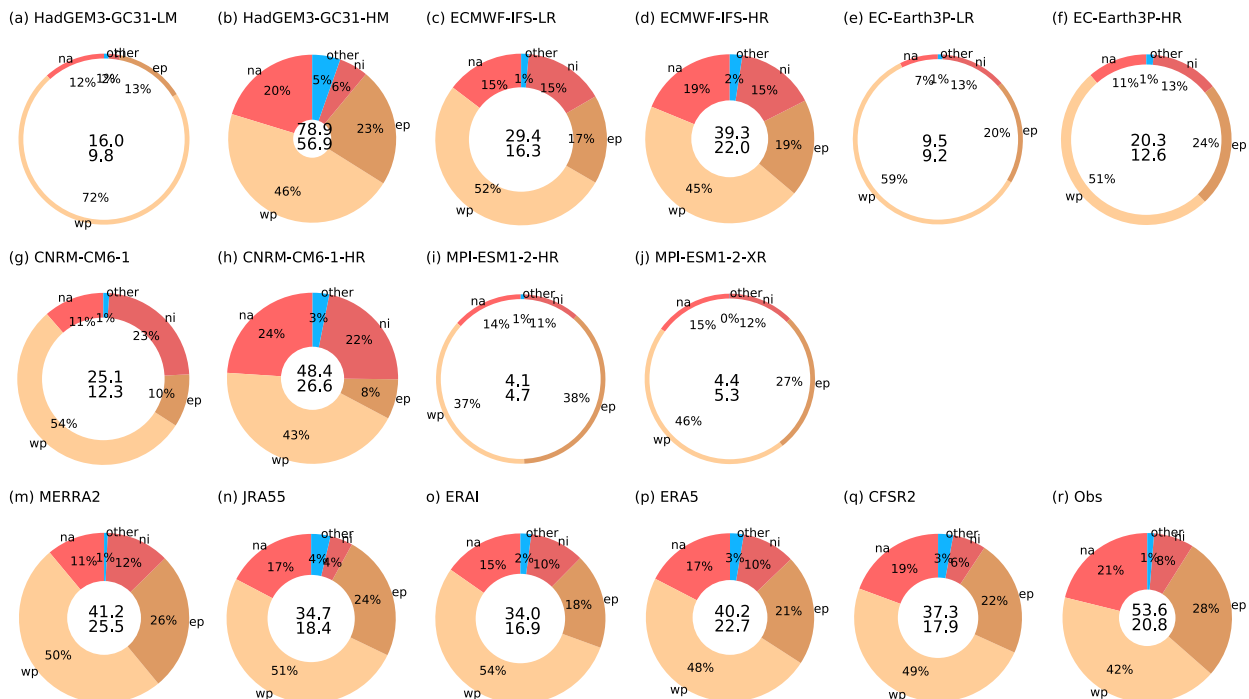 (a) HadGEM3-GC31-LM
(b) HadGEM3-GC31-HM
(c) ECMWF-IFS-LR
(d) ECMWF-IFS-HR
(e) EC-Earth3P-LR
(f) EC-Earth3P-HR
na other ep
12% 2% 13%
16.0
9.8
72%
wp
na other ni ep
20% 5% 6% 23%
78.9
56.9
46%
wp
na other ni ep
15% 1% 15% 17%
29.4
16.3
52%
wp
na other ni ep
19% 2% 15% 19%
39.3
22.0
45%
wp
na other ni ep
7% 1% 13% 20%
9.5
9.2
59%
wp
na other ni ep
11% 1% 13% 24%
20.3
12.6
51%
wp
(g) CNRM-CM6-1
(h) CNRM-CM6-1-HR
(i) MPI-ESM1-2-HR
(j) MPI-ESM1-2-XR
na other ni ep
11% 1% 23% 10%
25.1
12.3
54%
wp
na other ni ep
24% 3% 22% 8%
48.4
26.6
43%
wp
na other ni ep
14% 1% 11% 38%
4.1
4.7
37%
wp
na other ni ep
15% 0% 12% 27%
4.4
5.3
46%
wp
(m) MERRA2
(n) JRA55
(o) ERAI
(p) ERA5
(q) CFSR2
(r) Obs
na other ni ep
11% 1% 12% 26%
41.2
25.5
50%
wp
na other ni ep
17% 4% 4% 24%
34.7
18.4
51%
wp
na other ni ep
15% 2% 10% 18%
34.0
16.9
54%
wp
na other ni ep
17% 3% 10% 21%
40.2
22.7
48%
wp
na other ni ep
19% 3% 6% 22%
37.3
17.9
49%
wp
na other ni ep
21% 1% 8% 28%
53.6
20.8
42%
wp